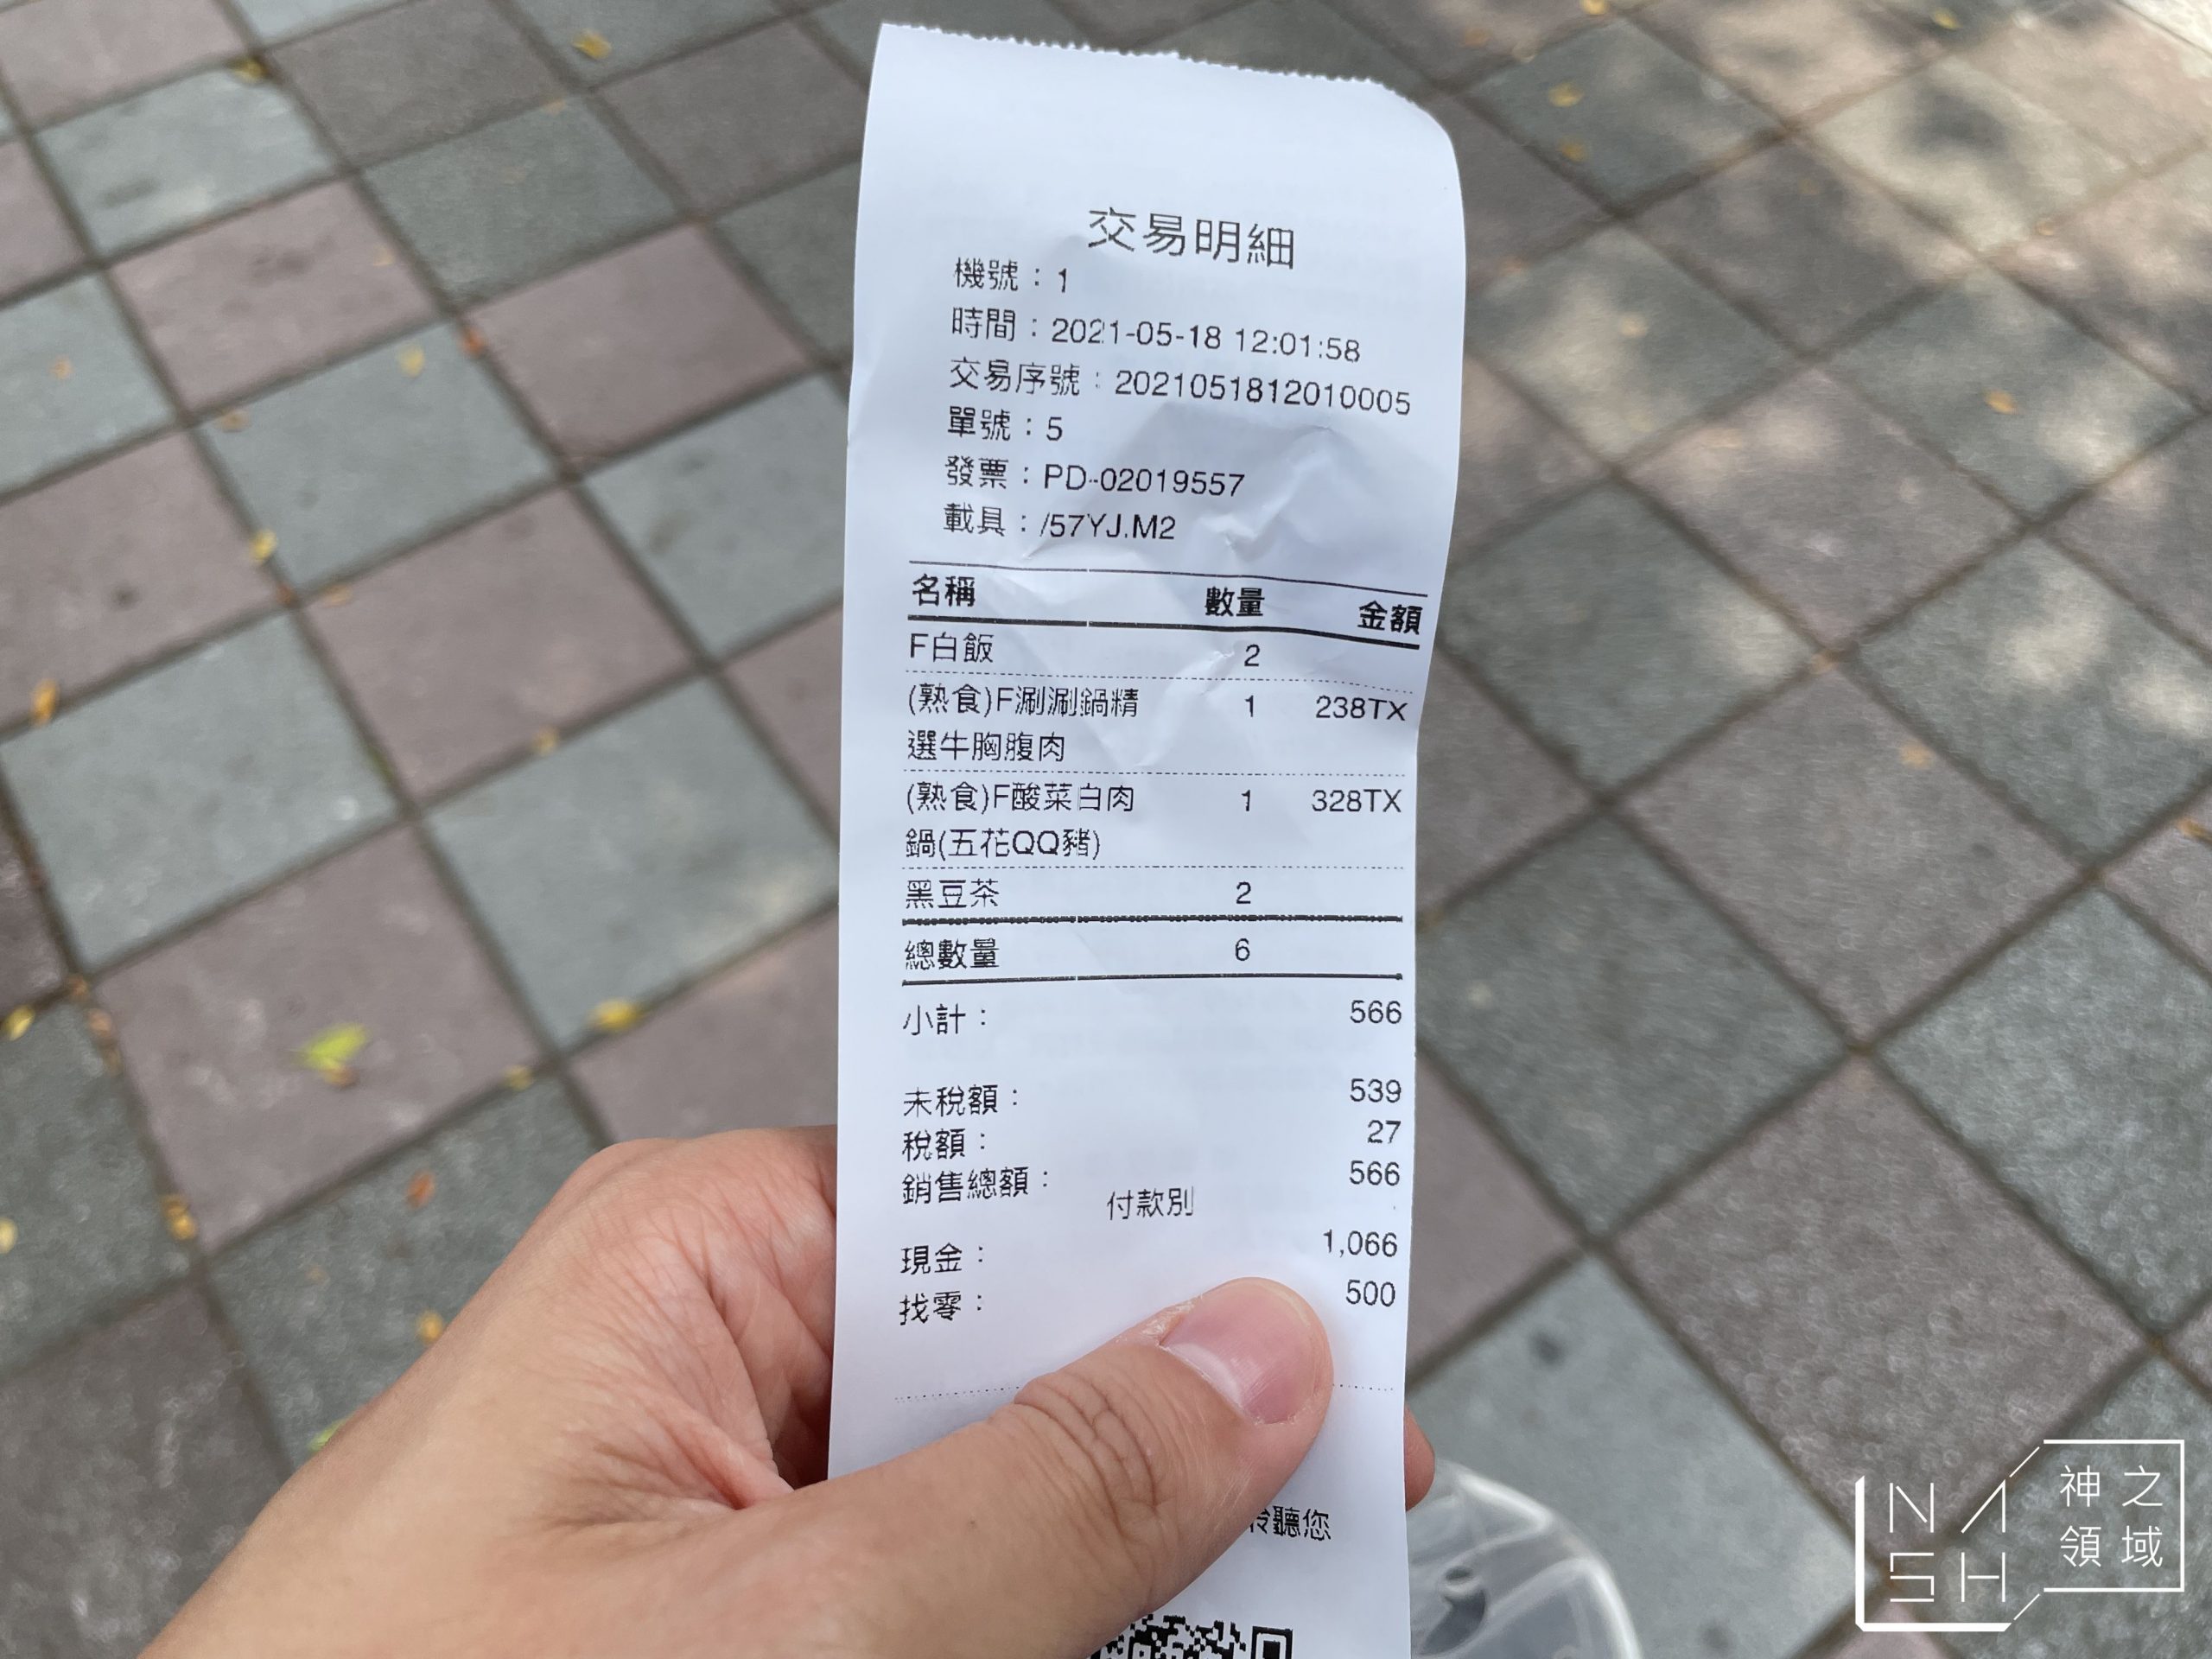 交易明細
機號：1
時間：2021-05-18 12:01:58
交易序號：2021051812010005
單號：5
發票：PD-02019557
載具：/57YJ.M2
名稱 數量 金額
F白飯 2
(熟食)F涮涮鍋精 1 238TX
選牛胸腹肉
(熟食)F酸菜白肉 1 328TX
鍋(五花QQ豬)
黑豆茶 2
總數量 6
小計： 566
未稅額： 539
稅額： 27
銷售總額： 566
付款別
現金： 1,066
找零： 500
聽您
NASH
神之
領域